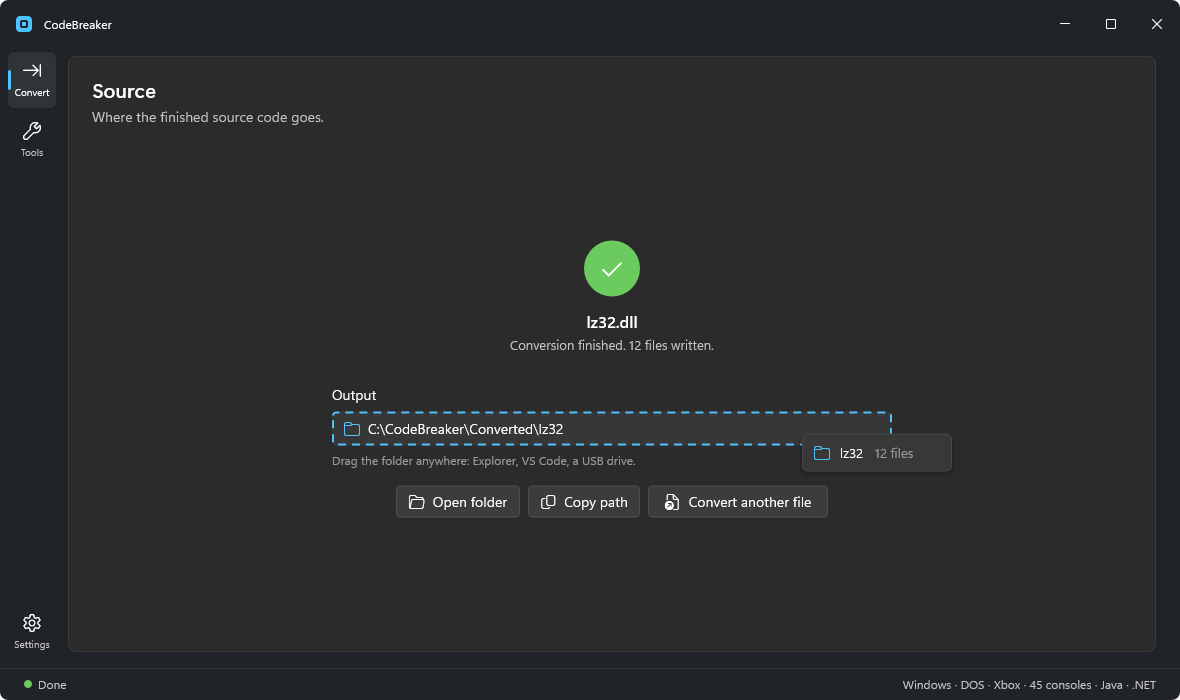 CodeBreaker
Convert
Tools
Source
Where the finished source code goes.
lz32.dll
Conversion finished. 12 files written.
Output
C:\CodeBreaker\Converted\lz32
lz32 12 files
Drag the folder anywhere: Explorer, VS Code, a USB drive.
Open folder
Copy path
Convert another file
Settings
Done
Windows · DOS · Xbox · 45 consoles · Java · .NET